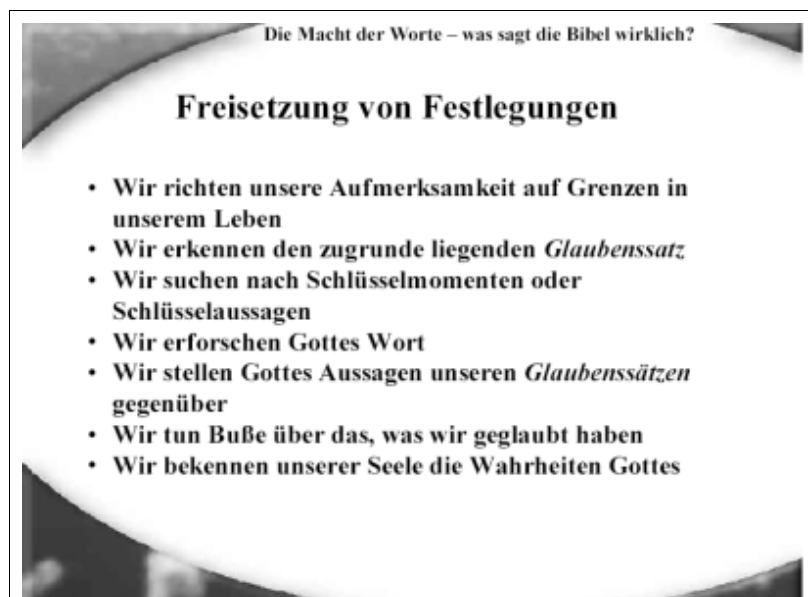 Die Macht der Worte – was sagt die Bibel wirklich?
Freisetzung von Festlegungen
• Wir richten unsere Aufmerksamkeit auf Grenzen in
unserem Leben
• Wir erkennen den zugrunde liegenden Glaubenssatz
• Wir suchen nach Schlüsselmomenten oder
Schlüsselaussagen
• Wir erforschen Gottes Wort
• Wir stellen Gottes Aussagen unseren Glaubenssätzen
gegenüber
• Wir tun Buße über das, was wir geglaubt haben
• Wir bekennen unserer Seele die Wahrheiten Gottes